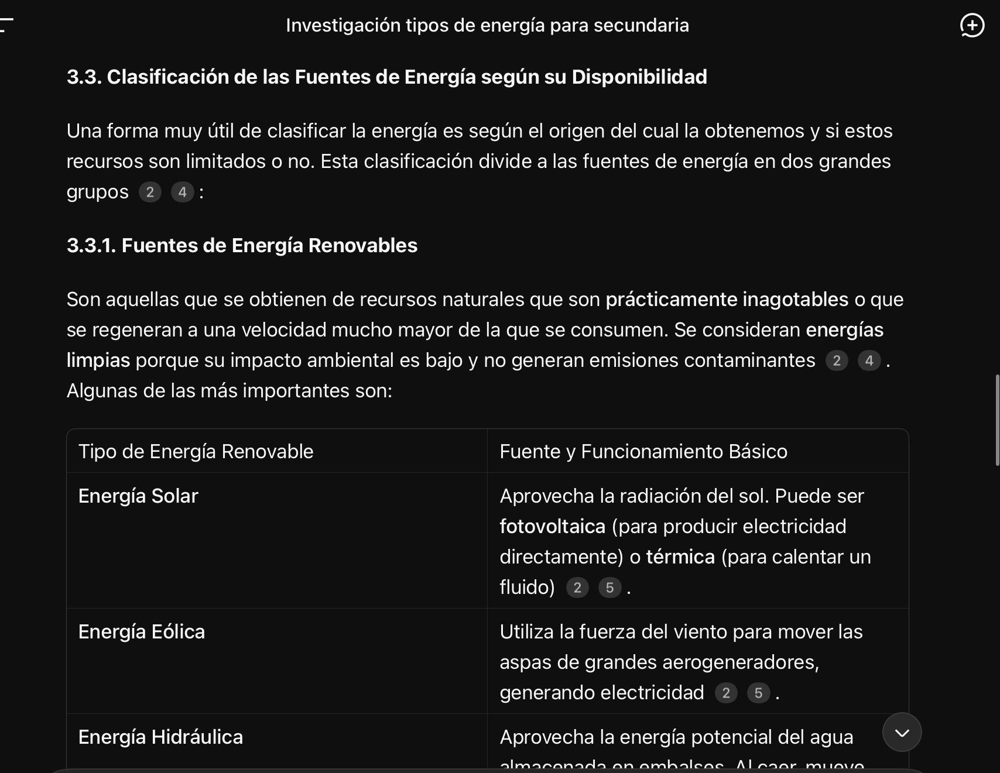 Investigación tipos de energía para secundaria
3.3. Clasificación de las Fuentes de Energía según su Disponibilidad
Una forma muy útil de clasificar la energía es según el origen del cual la obtenemos y si estos
recursos son limitados o no. Esta clasificación divide a las fuentes de energía en dos grandes
grupos 2 4 :
3.3.1. Fuentes de Energía Renovables
Son aquellas que se obtienen de recursos naturales que son prácticamente inagotables o que
se regeneran a una velocidad mucho mayor de la que se consumen. Se consideran energías
limpias porque su impacto ambiental es bajo y no generan emisiones contaminantes 2 4 .
Algunas de las más importantes son:
Tipo de Energía Renovable
Fuente y Funcionamiento Básico
Energía Solar
Aprovecha la radiación del sol. Puede ser
fotovoltaica (para producir electricidad
directamente) o térmica (para calentar un
fluido) 2 5 .
Energía Eólica
Utiliza la fuerza del viento para mover las
aspas de grandes aerogeneradores,
generando electricidad 2 5 .
Energía Hidráulica
Aprovecha la energía potencial del agua
almacenada en embalses. Al caer, mueve